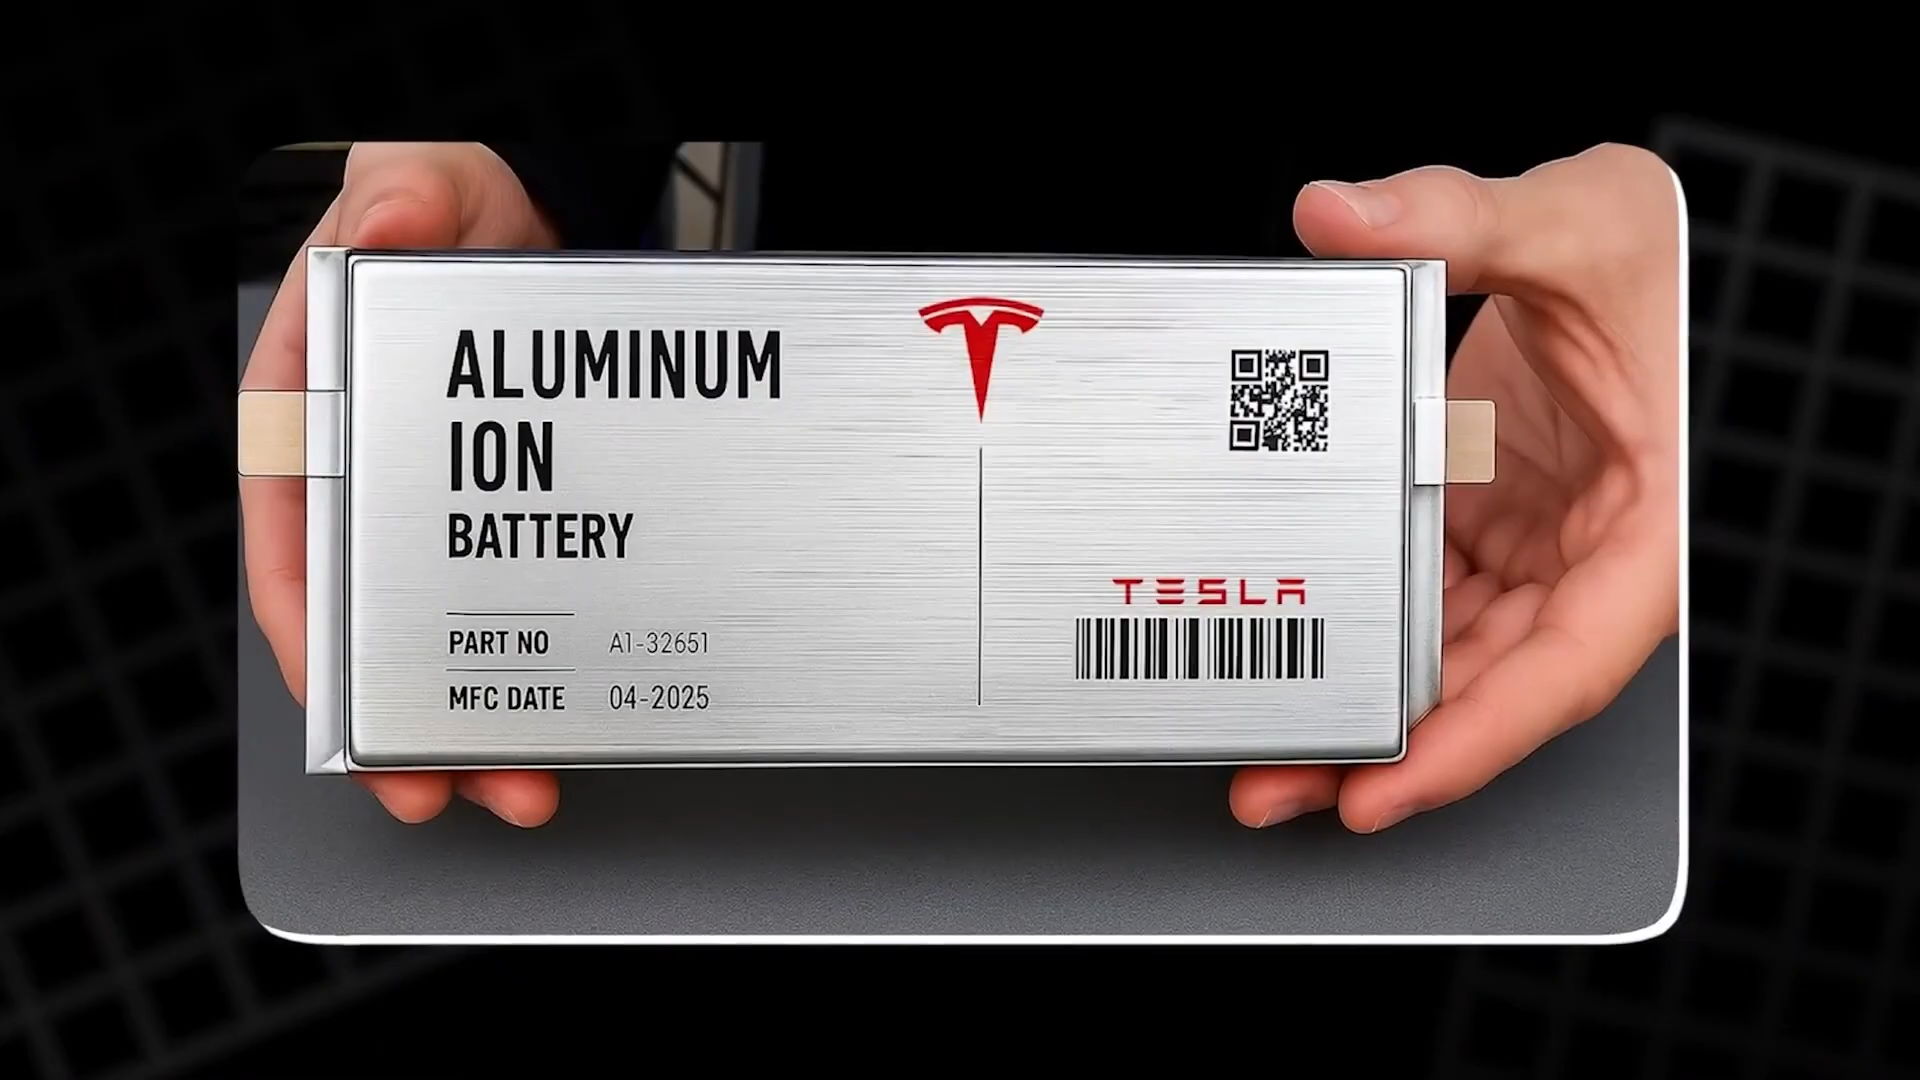 ALUMINUM
ION
BATTERY
PART NO A1-32651
MFC DATE 04-2025
TESLA